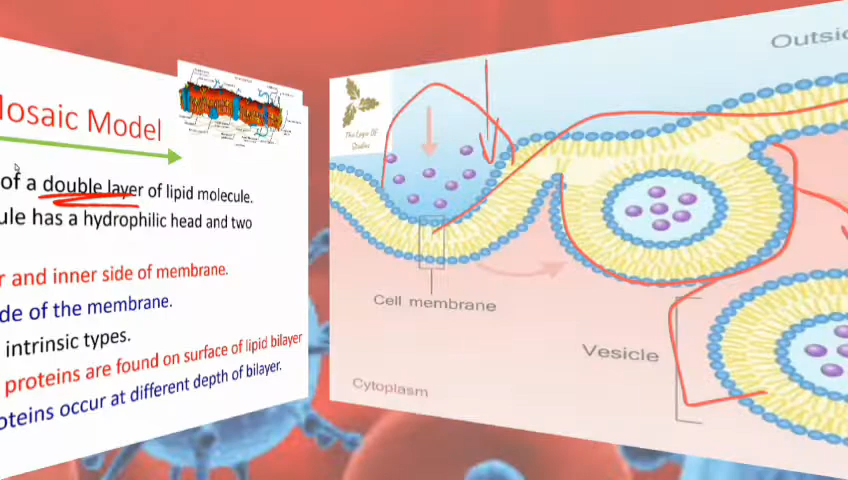 Mosaic Model
of a double layer of lipid molecule.
ule has a hydrophilic head and two
r and inner side of membrane.
de of the membrane.
intrinsic types.
proteins are found on surface of lipid bilayer
oteins occur at different depth of bilayer.
The Logic Of
Studies
Outsi
Cell membrane
Vesicle
Cytoplasm